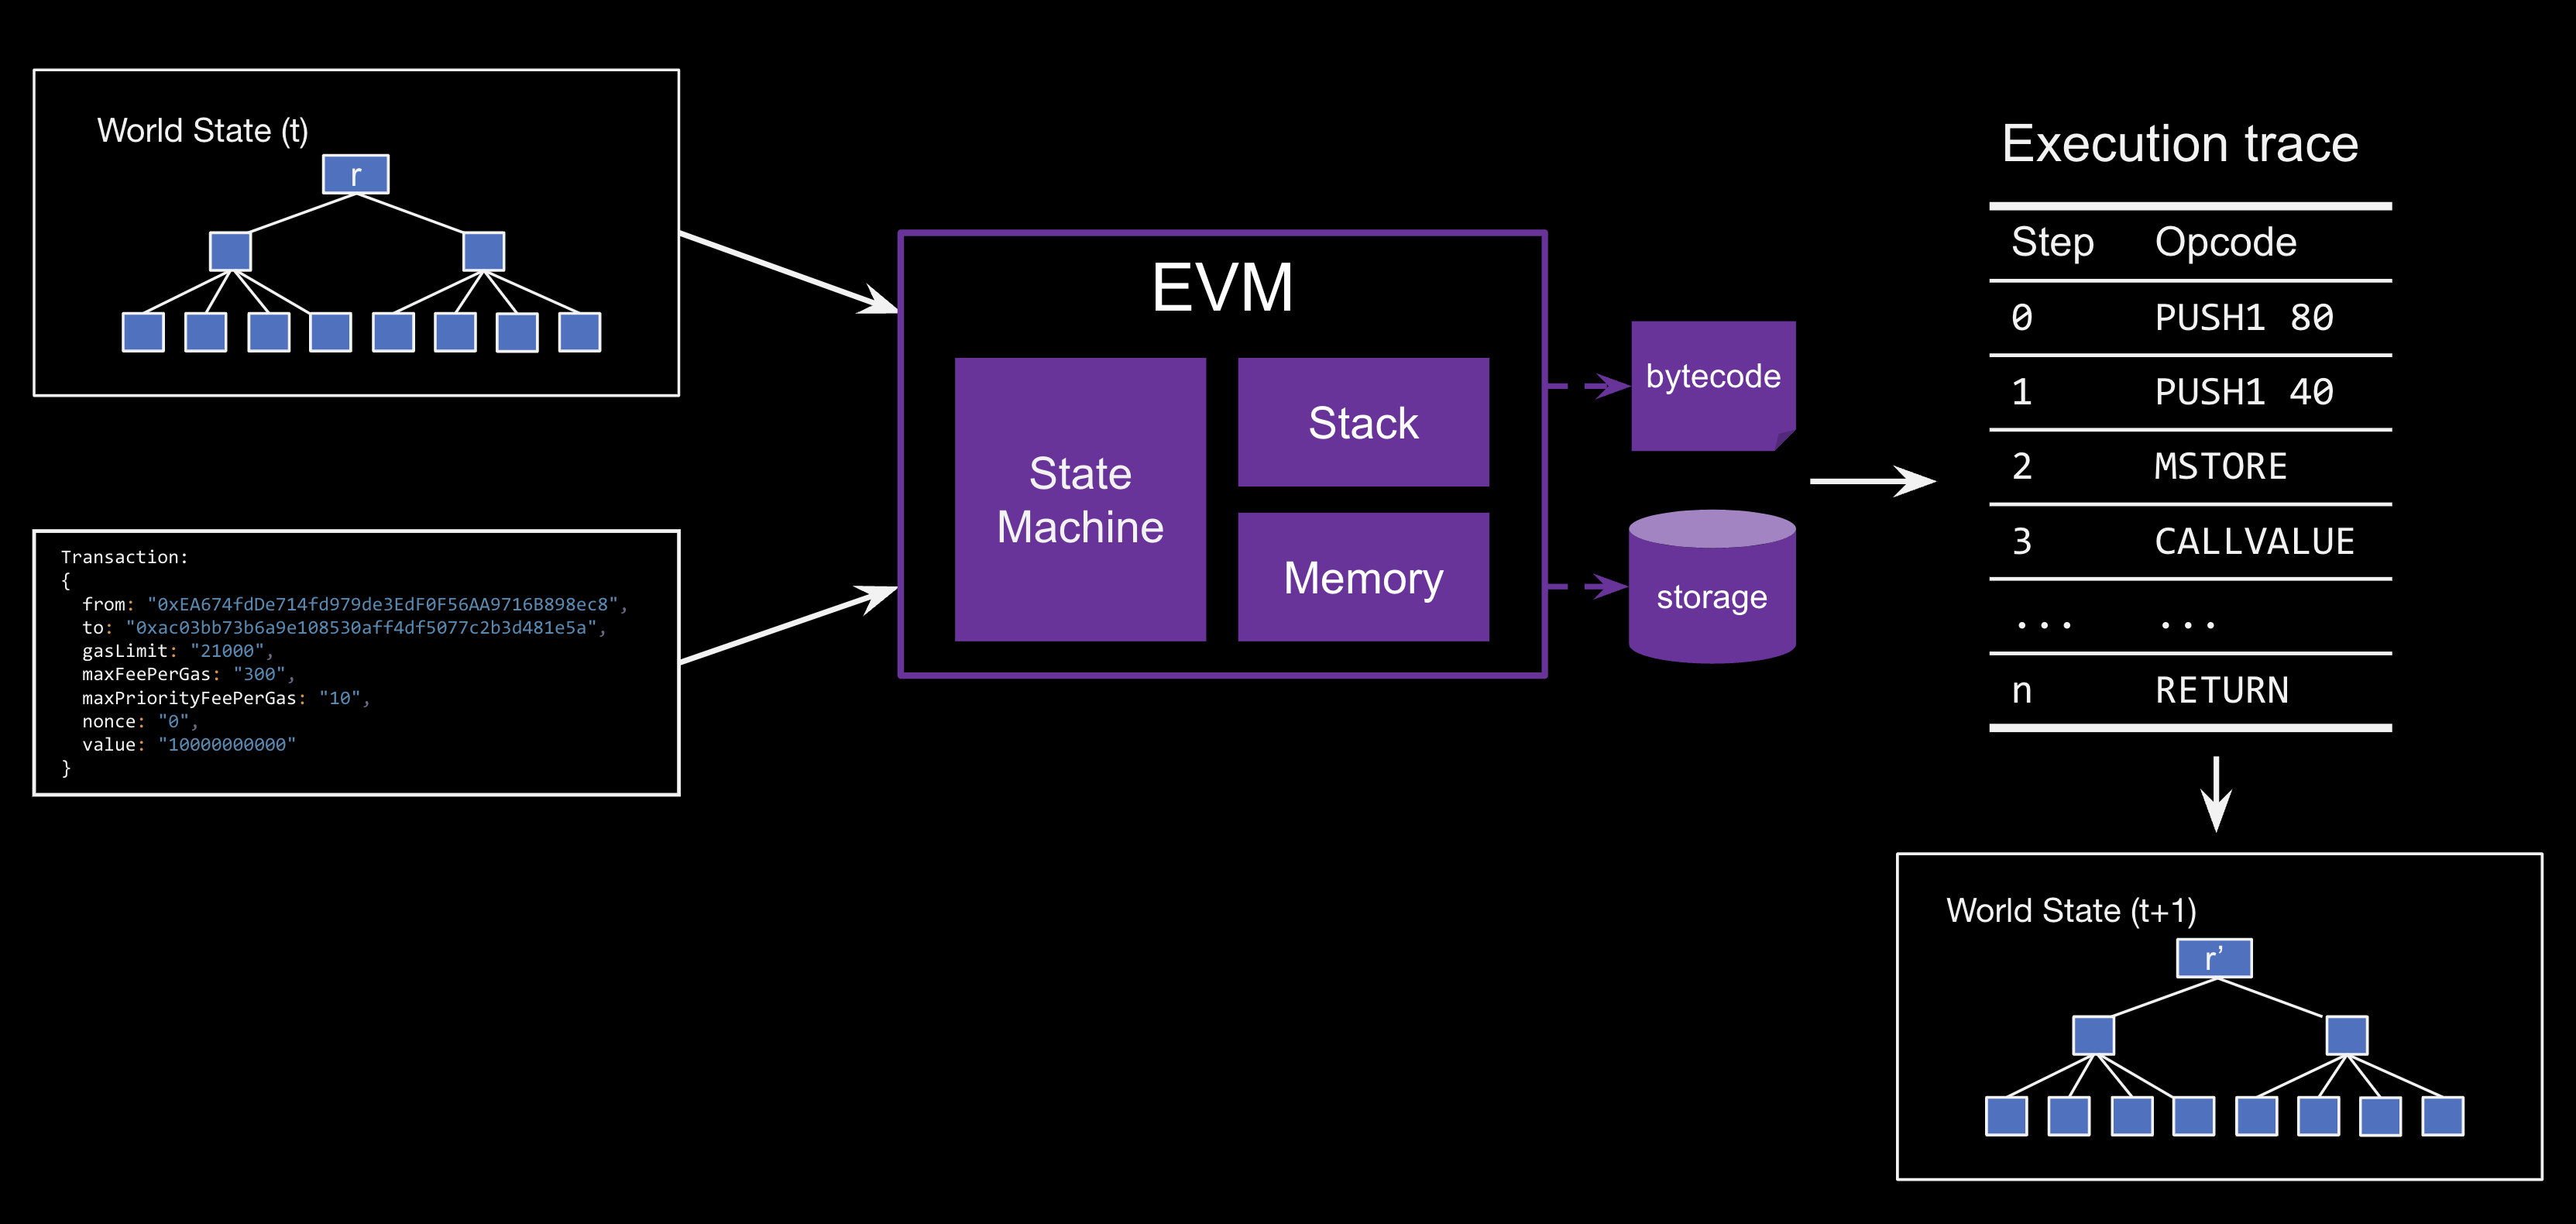 World State (t)
r
Transaction:
{
from: "0xEA674fdDe714fd979de3EdF0F56AA9716B898ec8",
to: "0xac03bb73b6a9e108530aff4df5077c2b3d481e5a",
gasLimit: "21000",
maxFeePerGas: "300",
maxPriorityFeePerGas: "10",
nonce: "0",
value: "10000000000"
}
EVM
State
Machine
Stack
Memory
bytecode
storage
Execution trace
Step Opcode
0 PUSH1 80
1 PUSH1 40
2 MSTORE
3 CALLVALUE
... ...
n RETURN
World State (t+1)
r’